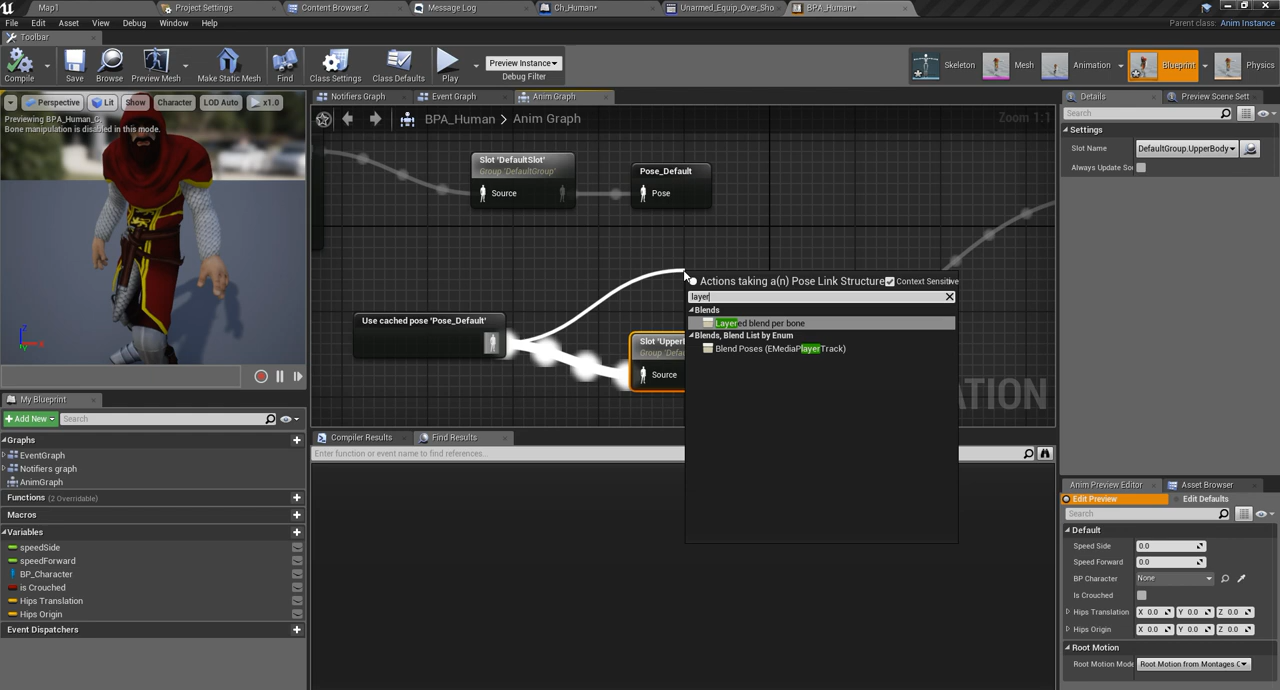 Map1
Project Settings
Content Browser 2
Message Log
Ch_Human*
Unarmed_Equip_Over_Sho
BPA_Human*
File Edit Asset View Debug Window Help
Parent class: Anim Instance
Toolbar
Compile
Save
Browse
Preview Mesh
Make Static Mesh
Find
Class Settings
Class Defaults
Play
Preview Instance
Debug Filter
Skeleton
Mesh
Animation
Blueprint
Physics
Perspective
Lit
Show
Character
LOD Auto
x1.0
Previewing BPA_Human_C.
Bone manipulation is disabled in this mode.
Notifiers Graph
Event Graph
Anim Graph
BPA_Human > Anim Graph
Zoom 1:1
Slot 'DefaultSlot'
Group 'DefaultGroup'
Source
Pose_Default
Pose
Use cached pose 'Pose_Default'
Slot 'UpperB
Group 'Defau
Source
ATION
Actions taking a(n) Pose Link Structure
Context Sensitive
layer
Blends
Layered blend per bone
Blends, Blend List by Enum
Blend Poses (EMediaPlayerTrack)
Compiler Results
Find Results
Enter function or event name to find references...
My Blueprint
Add New
Search
Graphs
EventGraph
Notifiers graph
AnimGraph
Functions (2 Overridable)
Macros
Variables
speedSide
speedForward
BP_Character
is Crouched
Hips Translation
Hips Origin
Event Dispatchers
Details
Preview Scene Sett
Search
Settings
Slot Name
DefaultGroup.UpperBody
Always Update So
Anim Preview Editor
Asset Browser
Edit Preview
Edit Defaults
Search
Default
Speed Side 0.0
Speed Forward 0.0
BP Character None
Is Crouched
Hips Translation X 0.0 Y 0.0 Z 0.0
Hips Origin X 0.0 Y 0.0 Z 0.0
Root Motion
Root Motion Mode
Root Motion from Montages O